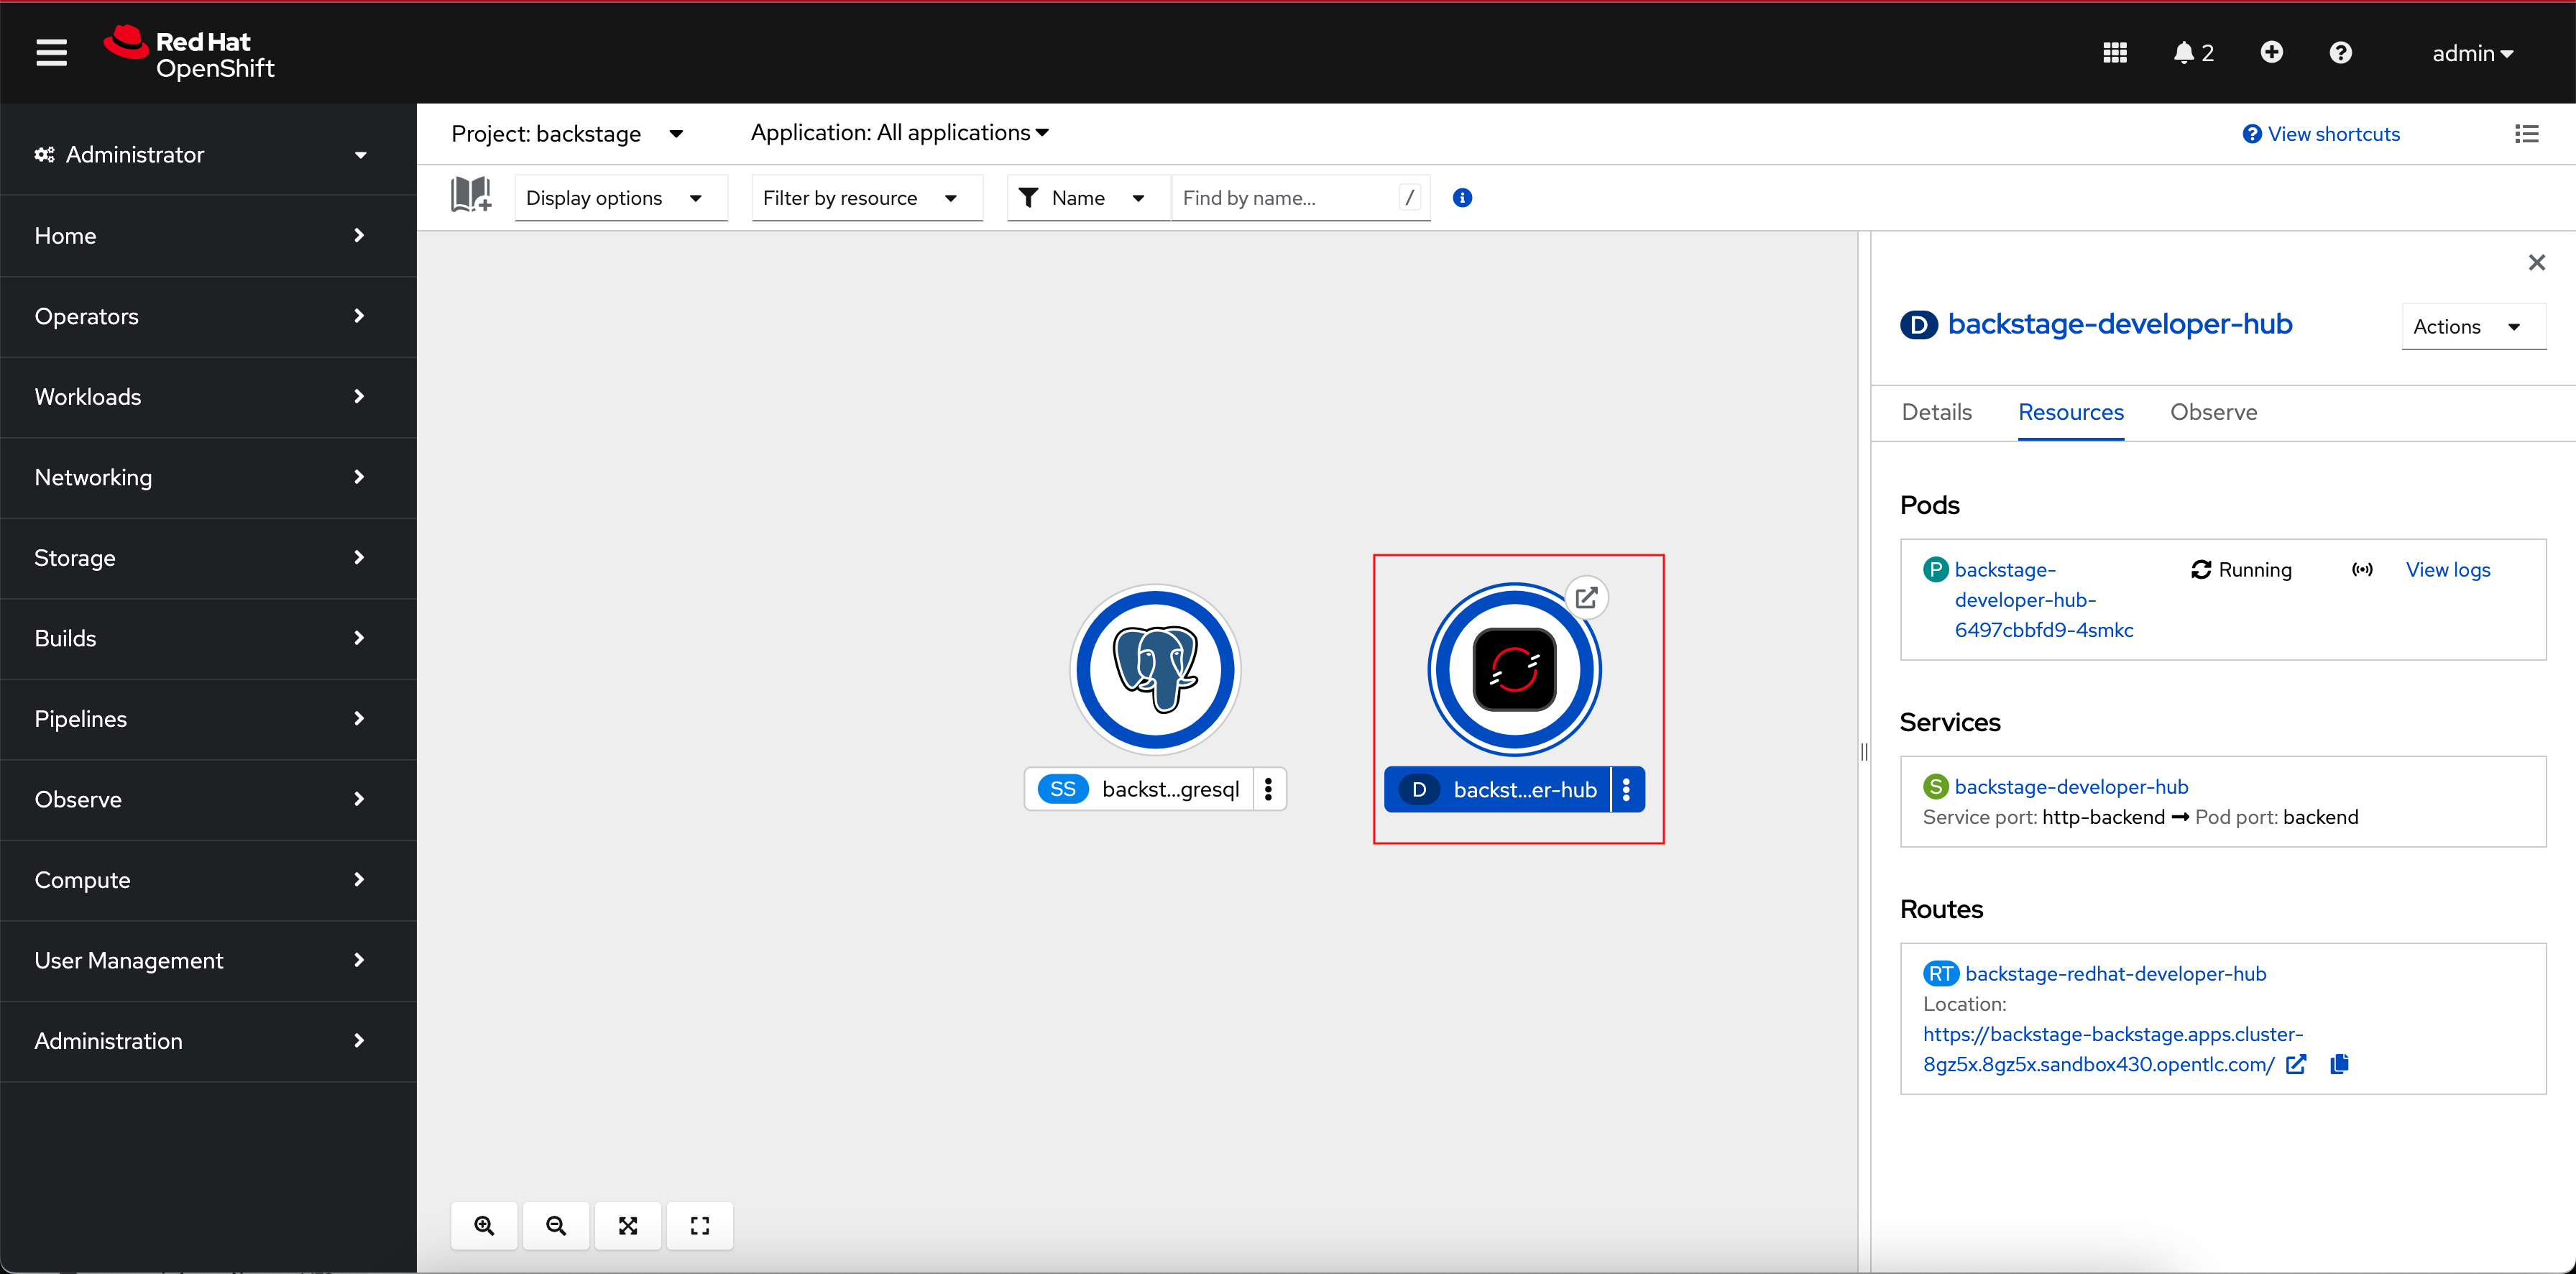 Red Hat
OpenShift
2
admin
Administrator
Home
Operators
Workloads
Networking
Storage
Builds
Pipelines
Observe
Compute
User Management
Administration
Project: backstage
Application: All applications
View shortcuts
Display options
Filter by resource
Name
Find by name...
/
SS backst...gresql
D backst...er-hub
D backstage-developer-hub
Actions
Details
Resources
Observe
Pods
P backstage-
developer-hub-
6497cbbfd9-4smkc
Running
View logs
Services
S backstage-developer-hub
Service port: http-backend → Pod port: backend
Routes
RT backstage-redhat-developer-hub
Location:
https://backstage-backstage.apps.cluster-
8gz5x.8gz5x.sandbox430.opentlc.com/